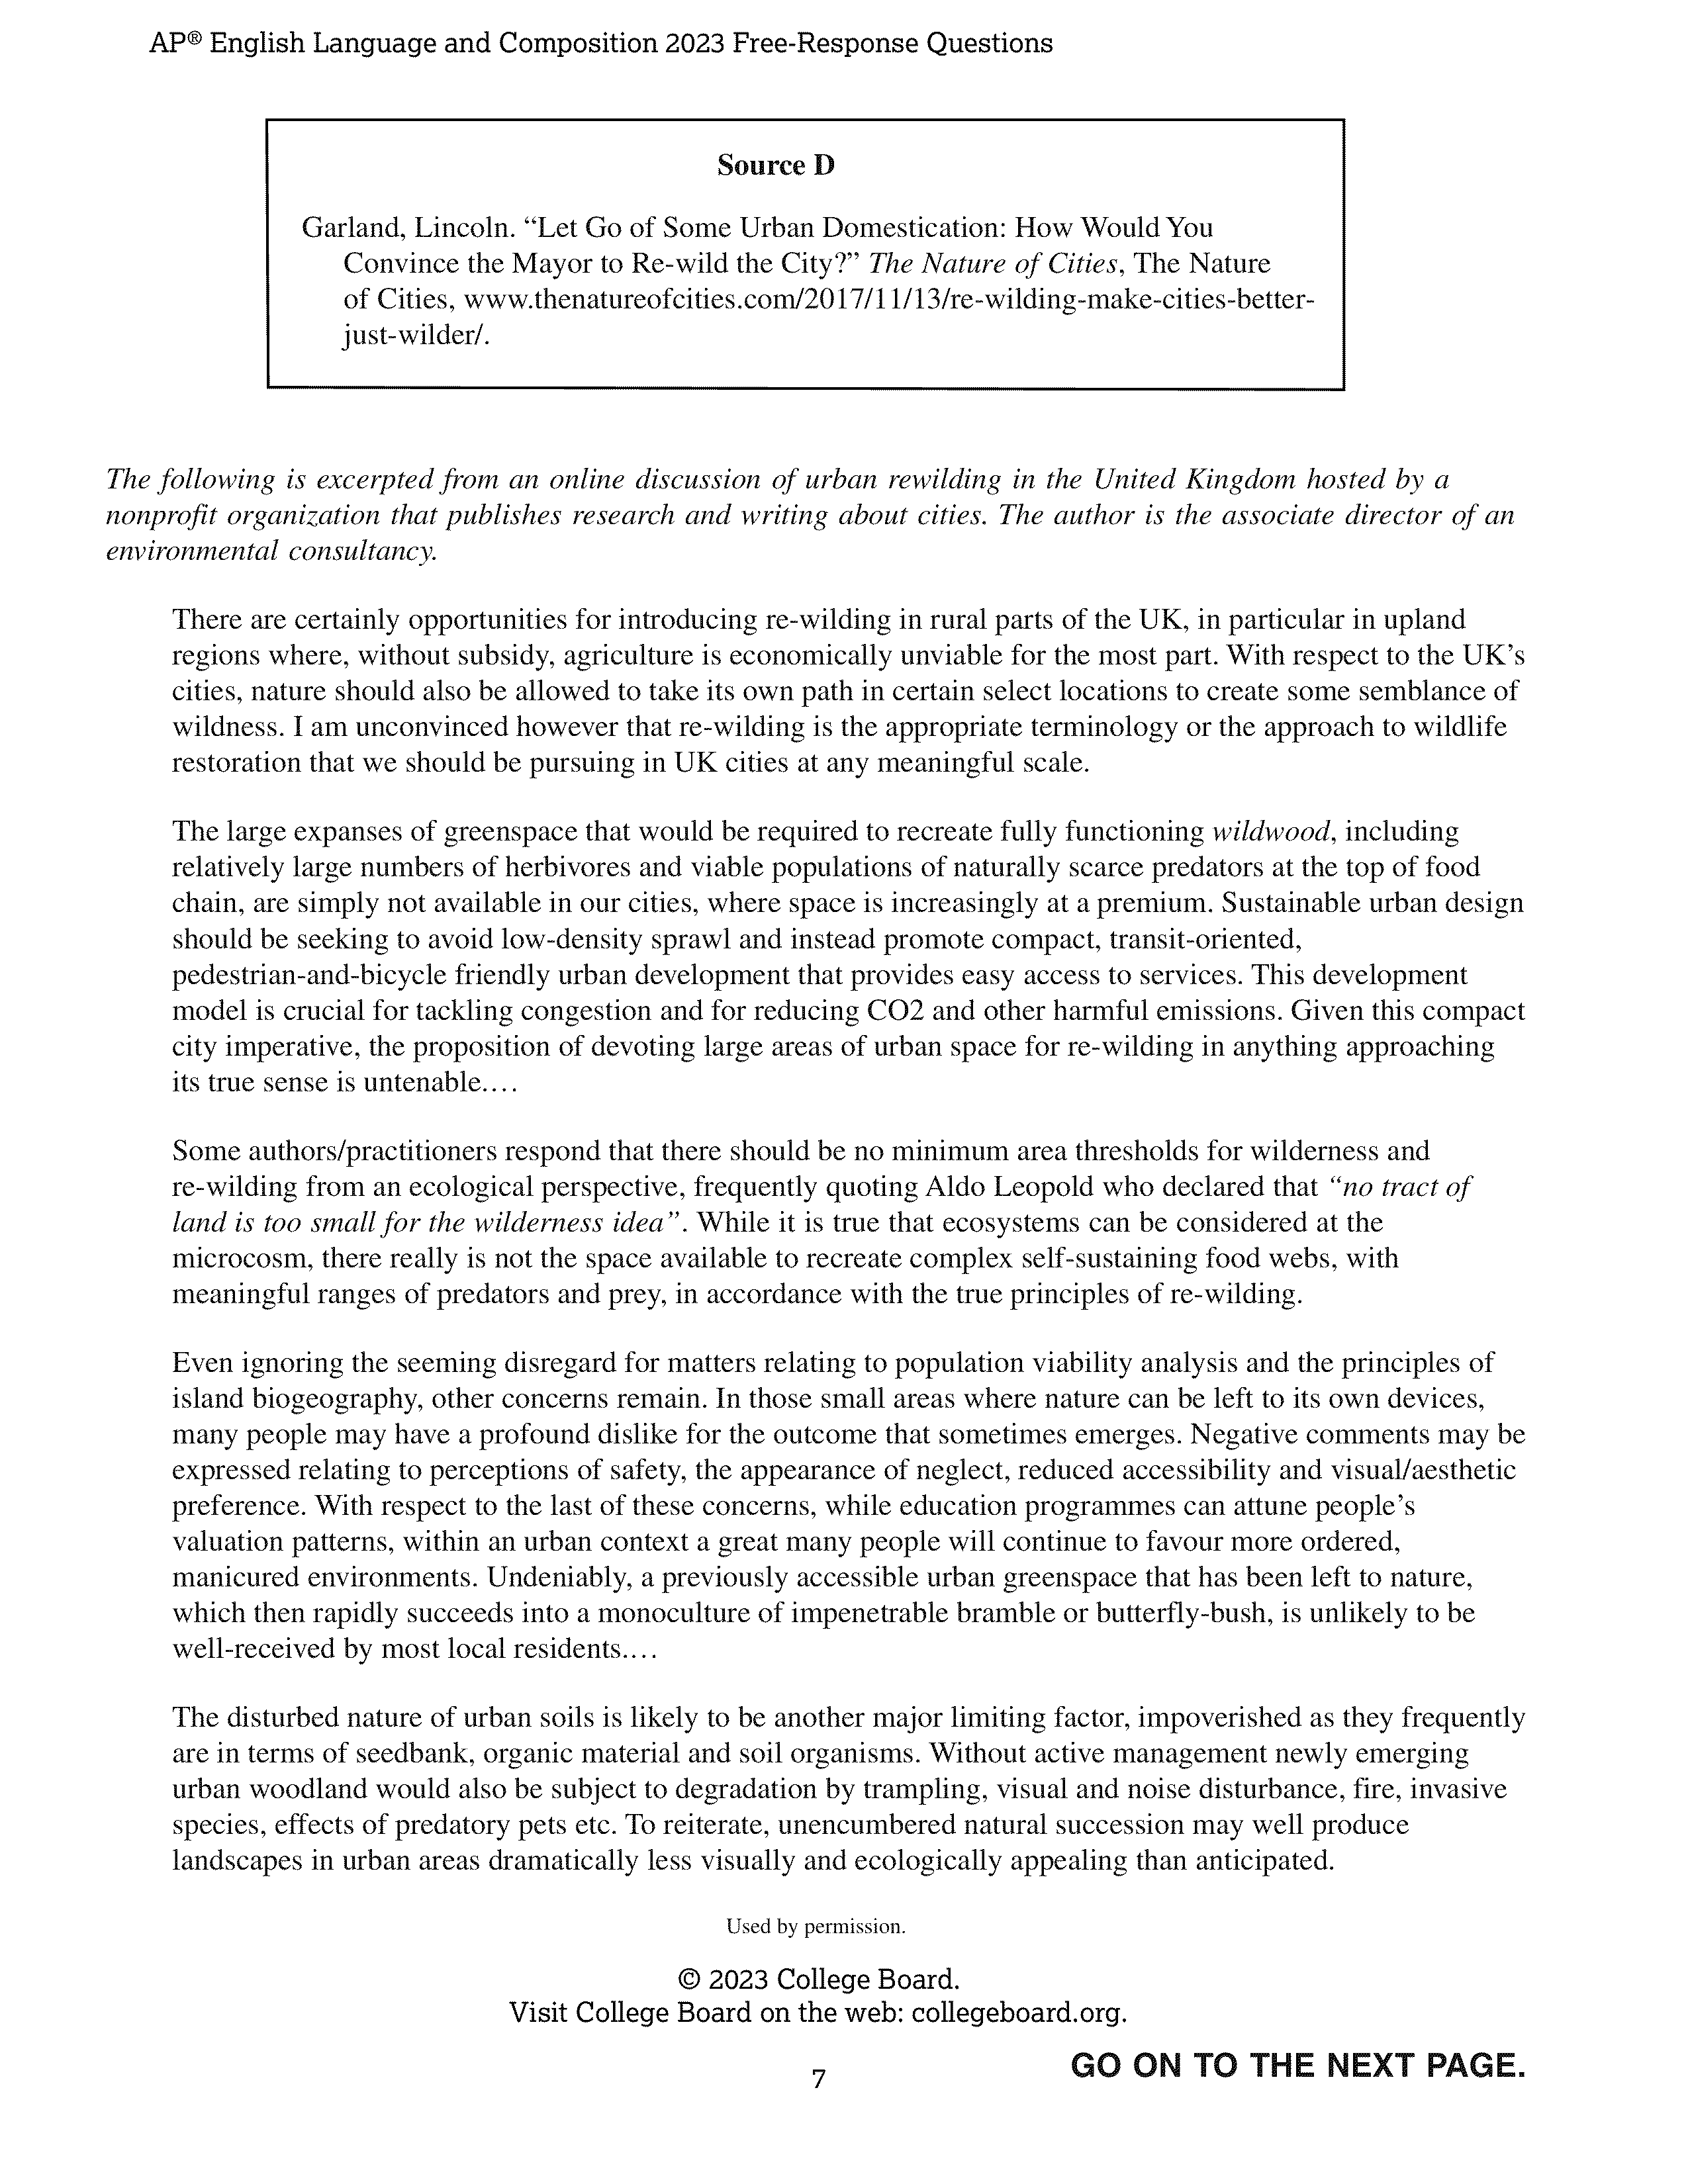 AP® English Language and Composition 2023 Free-Response Questions
Source D
Garland, Lincoln. “Let Go of Some Urban Domestication: How Would You
Convince the Mayor to Re-wild the City?” The Nature of Cities, The Nature
of Cities, www.thenatureofcities.com/2017/11/13/re-wilding-make-cities-better-
just-wilder/.
The following is excerpted from an online discussion of urban rewilding in the United Kingdom hosted by a
nonprofit organization that publishes research and writing about cities. The author is the associate director of an
environmental consultancy.
There are certainly opportunities for introducing re-wilding in rural parts of the UK, in particular in upland
regions where, without subsidy, agriculture is economically unviable for the most part. With respect to the UK’s
cities, nature should also be allowed to take its own path in certain select locations to create some semblance of
wildness. I am unconvinced however that re-wilding is the appropriate terminology or the approach to wildlife
restoration that we should be pursuing in UK cities at any meaningful scale.
The large expanses of greenspace that would be required to recreate fully functioning wildwood, including
relatively large numbers of herbivores and viable populations of naturally scarce predators at the top of food
chain, are simply not available in our cities, where space is increasingly at a premium. Sustainable urban design
should be seeking to avoid low-density sprawl and instead promote compact, transit-oriented,
pedestrian-and-bicycle friendly urban development that provides easy access to services. This development
model is crucial for tackling congestion and for reducing CO2 and other harmful emissions. Given this compact
city imperative, the proposition of devoting large areas of urban space for re-wilding in anything approaching
its true sense is untenable....
Some authors/practitioners respond that there should be no minimum area thresholds for wilderness and
re-wilding from an ecological perspective, frequently quoting Aldo Leopold who declared that “no tract of
land is too small for the wilderness idea”. While it is true that ecosystems can be considered at the
microcosm, there really is not the space available to recreate complex self-sustaining food webs, with
meaningful ranges of predators and prey, in accordance with the true principles of re-wilding.
Even ignoring the seeming disregard for matters relating to population viability analysis and the principles of
island biogeography, other concerns remain. In those small areas where nature can be left to its own devices,
many people may have a profound dislike for the outcome that sometimes emerges. Negative comments may be
expressed relating to perceptions of safety, the appearance of neglect, reduced accessibility and visual/aesthetic
preference. With respect to the last of these concerns, while education programmes can attune people’s
valuation patterns, within an urban context a great many people will continue to favour more ordered,
manicured environments. Undeniably, a previously accessible urban greenspace that has been left to nature,
which then rapidly succeeds into a monoculture of impenetrable bramble or butterfly-bush, is unlikely to be
well-received by most local residents....
The disturbed nature of urban soils is likely to be another major limiting factor, impoverished as they frequently
are in terms of seedbank, organic material and soil organisms. Without active management newly emerging
urban woodland would also be subject to degradation by trampling, visual and noise disturbance, fire, invasive
species, effects of predatory pets etc. To reiterate, unencumbered natural succession may well produce
landscapes in urban areas dramatically less visually and ecologically appealing than anticipated.
Used by permission.
© 2023 College Board.
Visit College Board on the web: collegeboard.org.
GO ON TO THE NEXT PAGE.
7